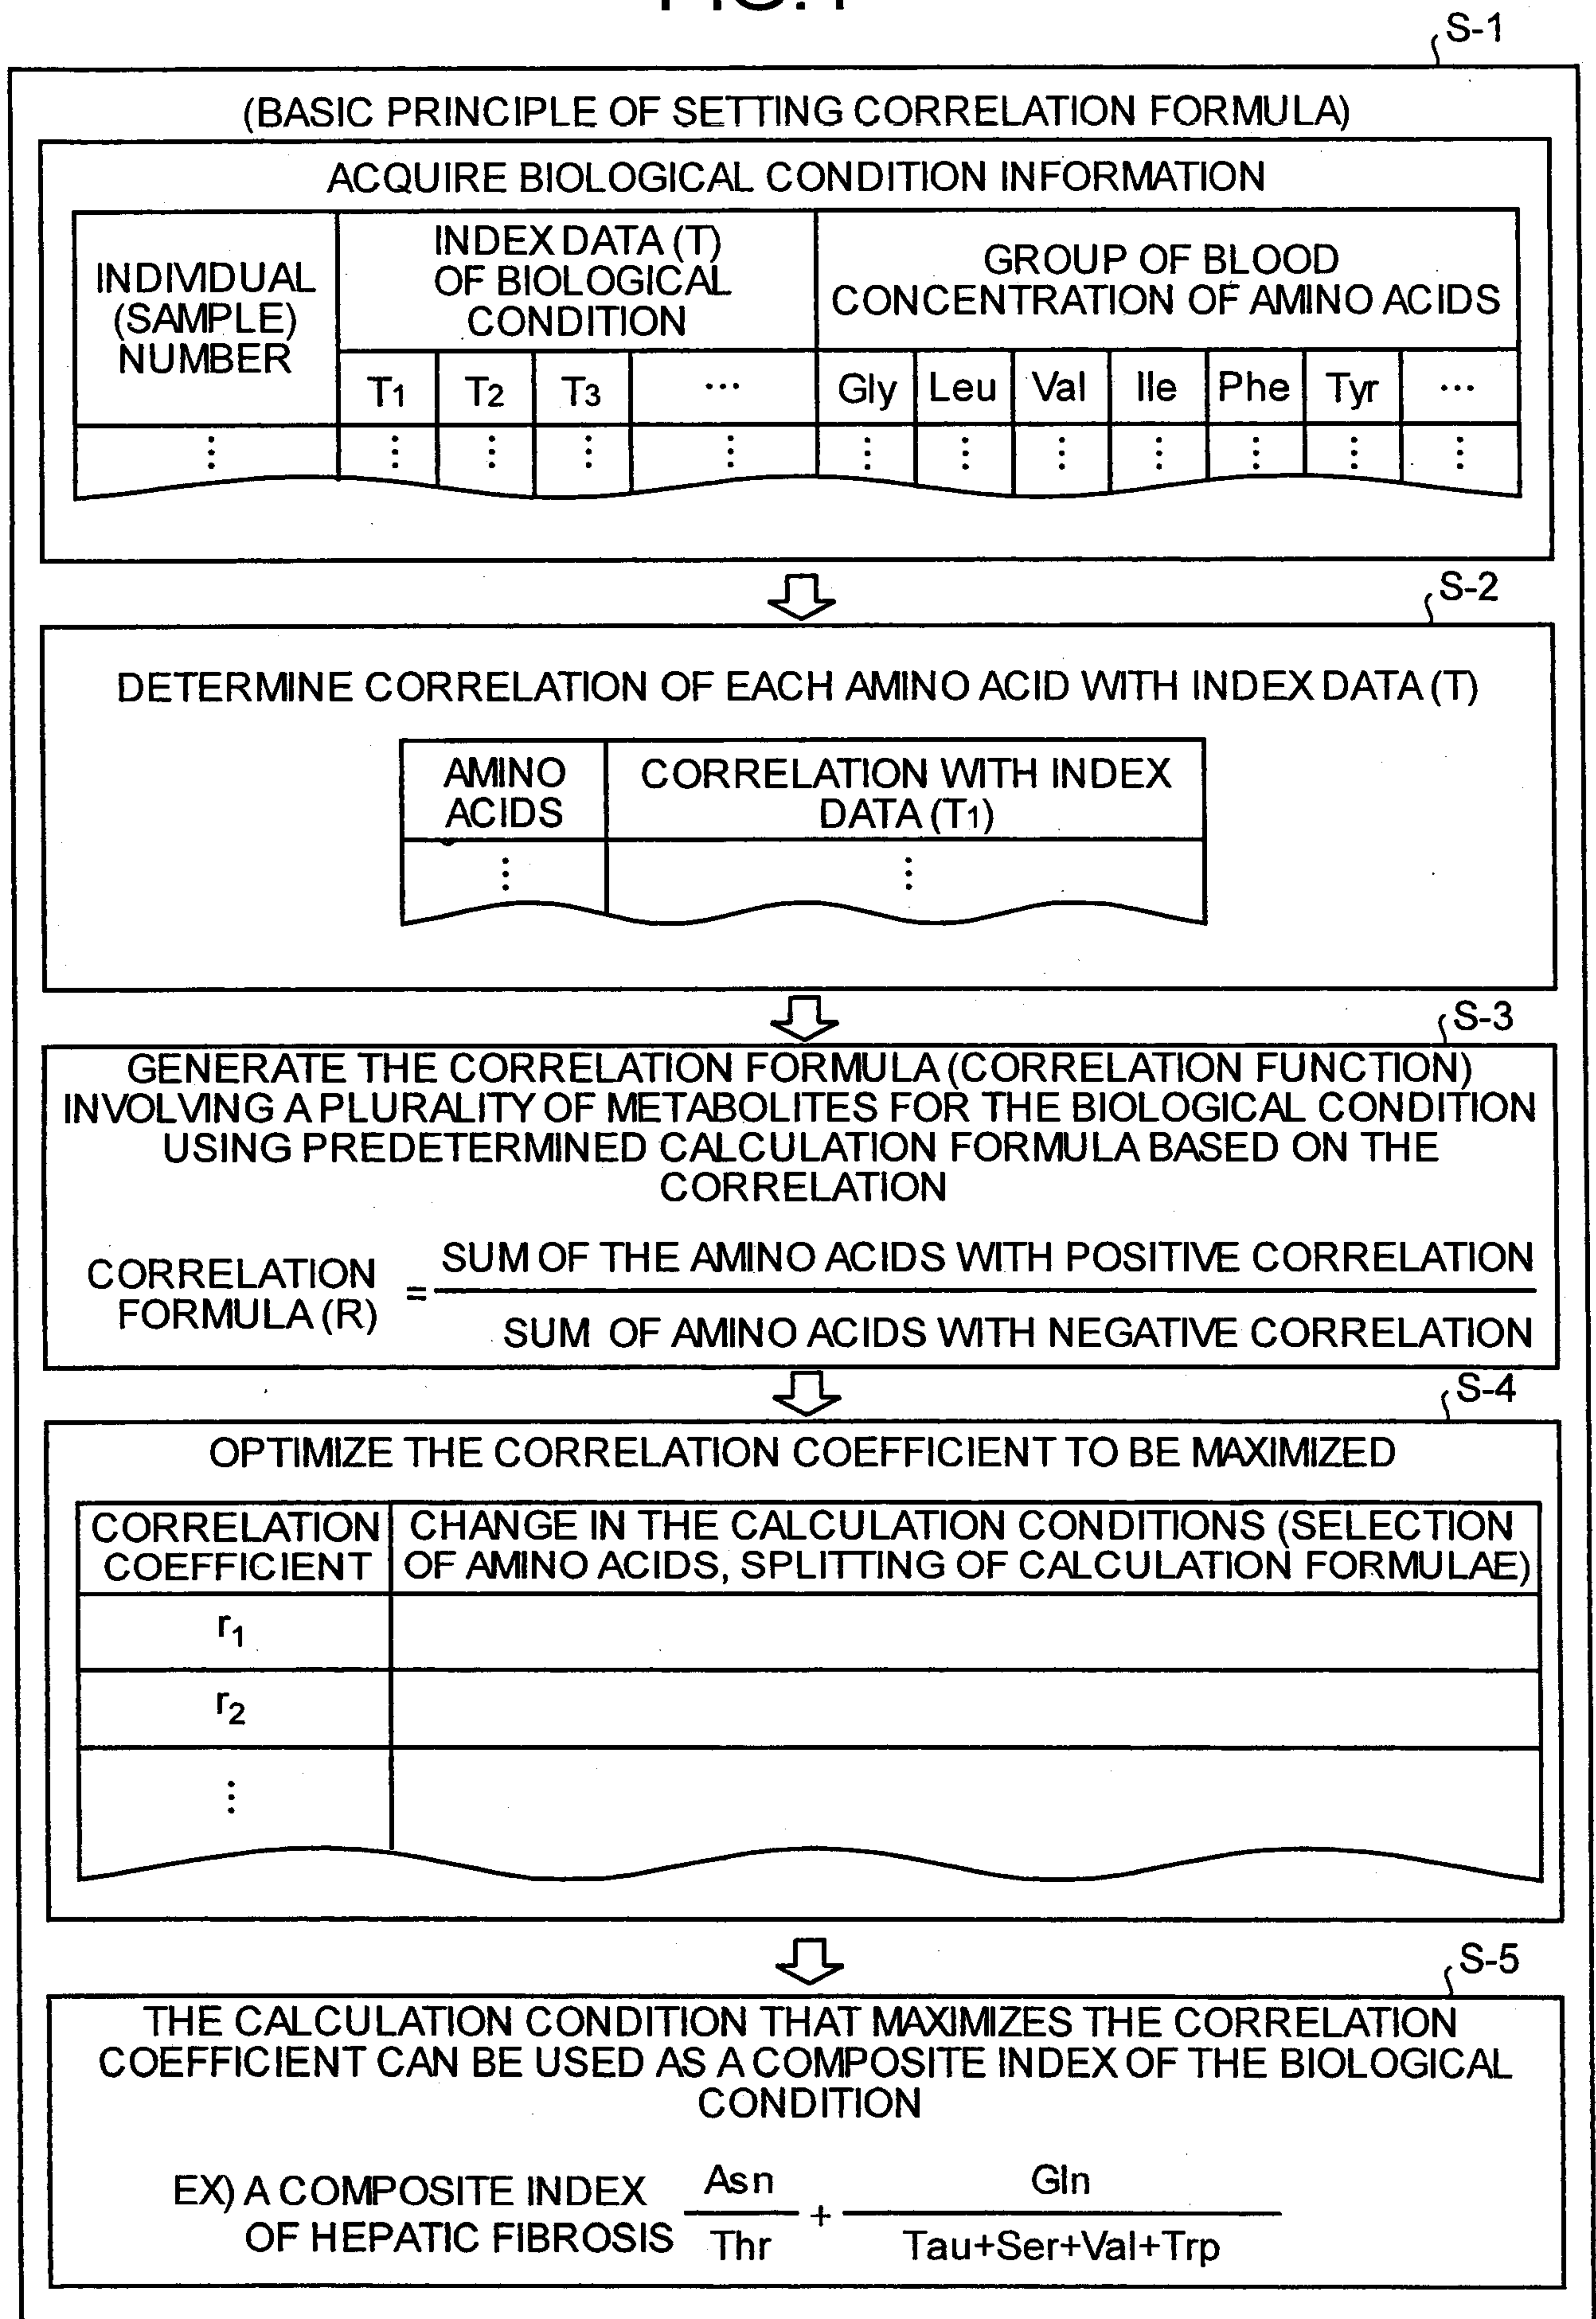 S-1
(BASIC PRINCIPLE OF SETTING CORRELATION FORMULA)
ACQUIRE BIOLOGICAL CONDITION INFORMATION
INDIVIDUAL
(SAMPLE)
NUMBER
INDEX DATA (T)
OF BIOLOGICAL
CONDITION
GROUP OF BLOOD
CONCENTRATION OF AMINO ACIDS
T1 T2 T3 ... Gly Leu Val Ile Phe Tyr ...
S-2
DETERMINE CORRELATION OF EACH AMINO ACID WITH INDEX DATA (T)
AMINO
ACIDS
CORRELATION WITH INDEX
DATA (T1)
S-3
GENERATE THE CORRELATION FORMULA (CORRELATION FUNCTION)
INVOLVING A PLURALITY OF METABOLITES FOR THE BIOLOGICAL CONDITION
USING PREDETERMINED CALCULATION FORMULA BASED ON THE
CORRELATION
CORRELATION
FORMULA (R)
=
SUM OF THE AMINO ACIDS WITH POSITIVE CORRELATION
SUM OF AMINO ACIDS WITH NEGATIVE CORRELATION
S-4
OPTIMIZE THE CORRELATION COEFFICIENT TO BE MAXIMIZED
CORRELATION
COEFFICIENT
CHANGE IN THE CALCULATION CONDITIONS (SELECTION
OF AMINO ACIDS, SPLITTING OF CALCULATION FORMULAE)
r1
r2
S-5
THE CALCULATION CONDITION THAT MAXIMIZES THE CORRELATION
COEFFICIENT CAN BE USED AS A COMPOSITE INDEX OF THE BIOLOGICAL
CONDITION
EX) A COMPOSITE INDEX
OF HEPATIC FIBROSIS
Asn
Thr
+
Gln
Tau+Ser+Val+Trp